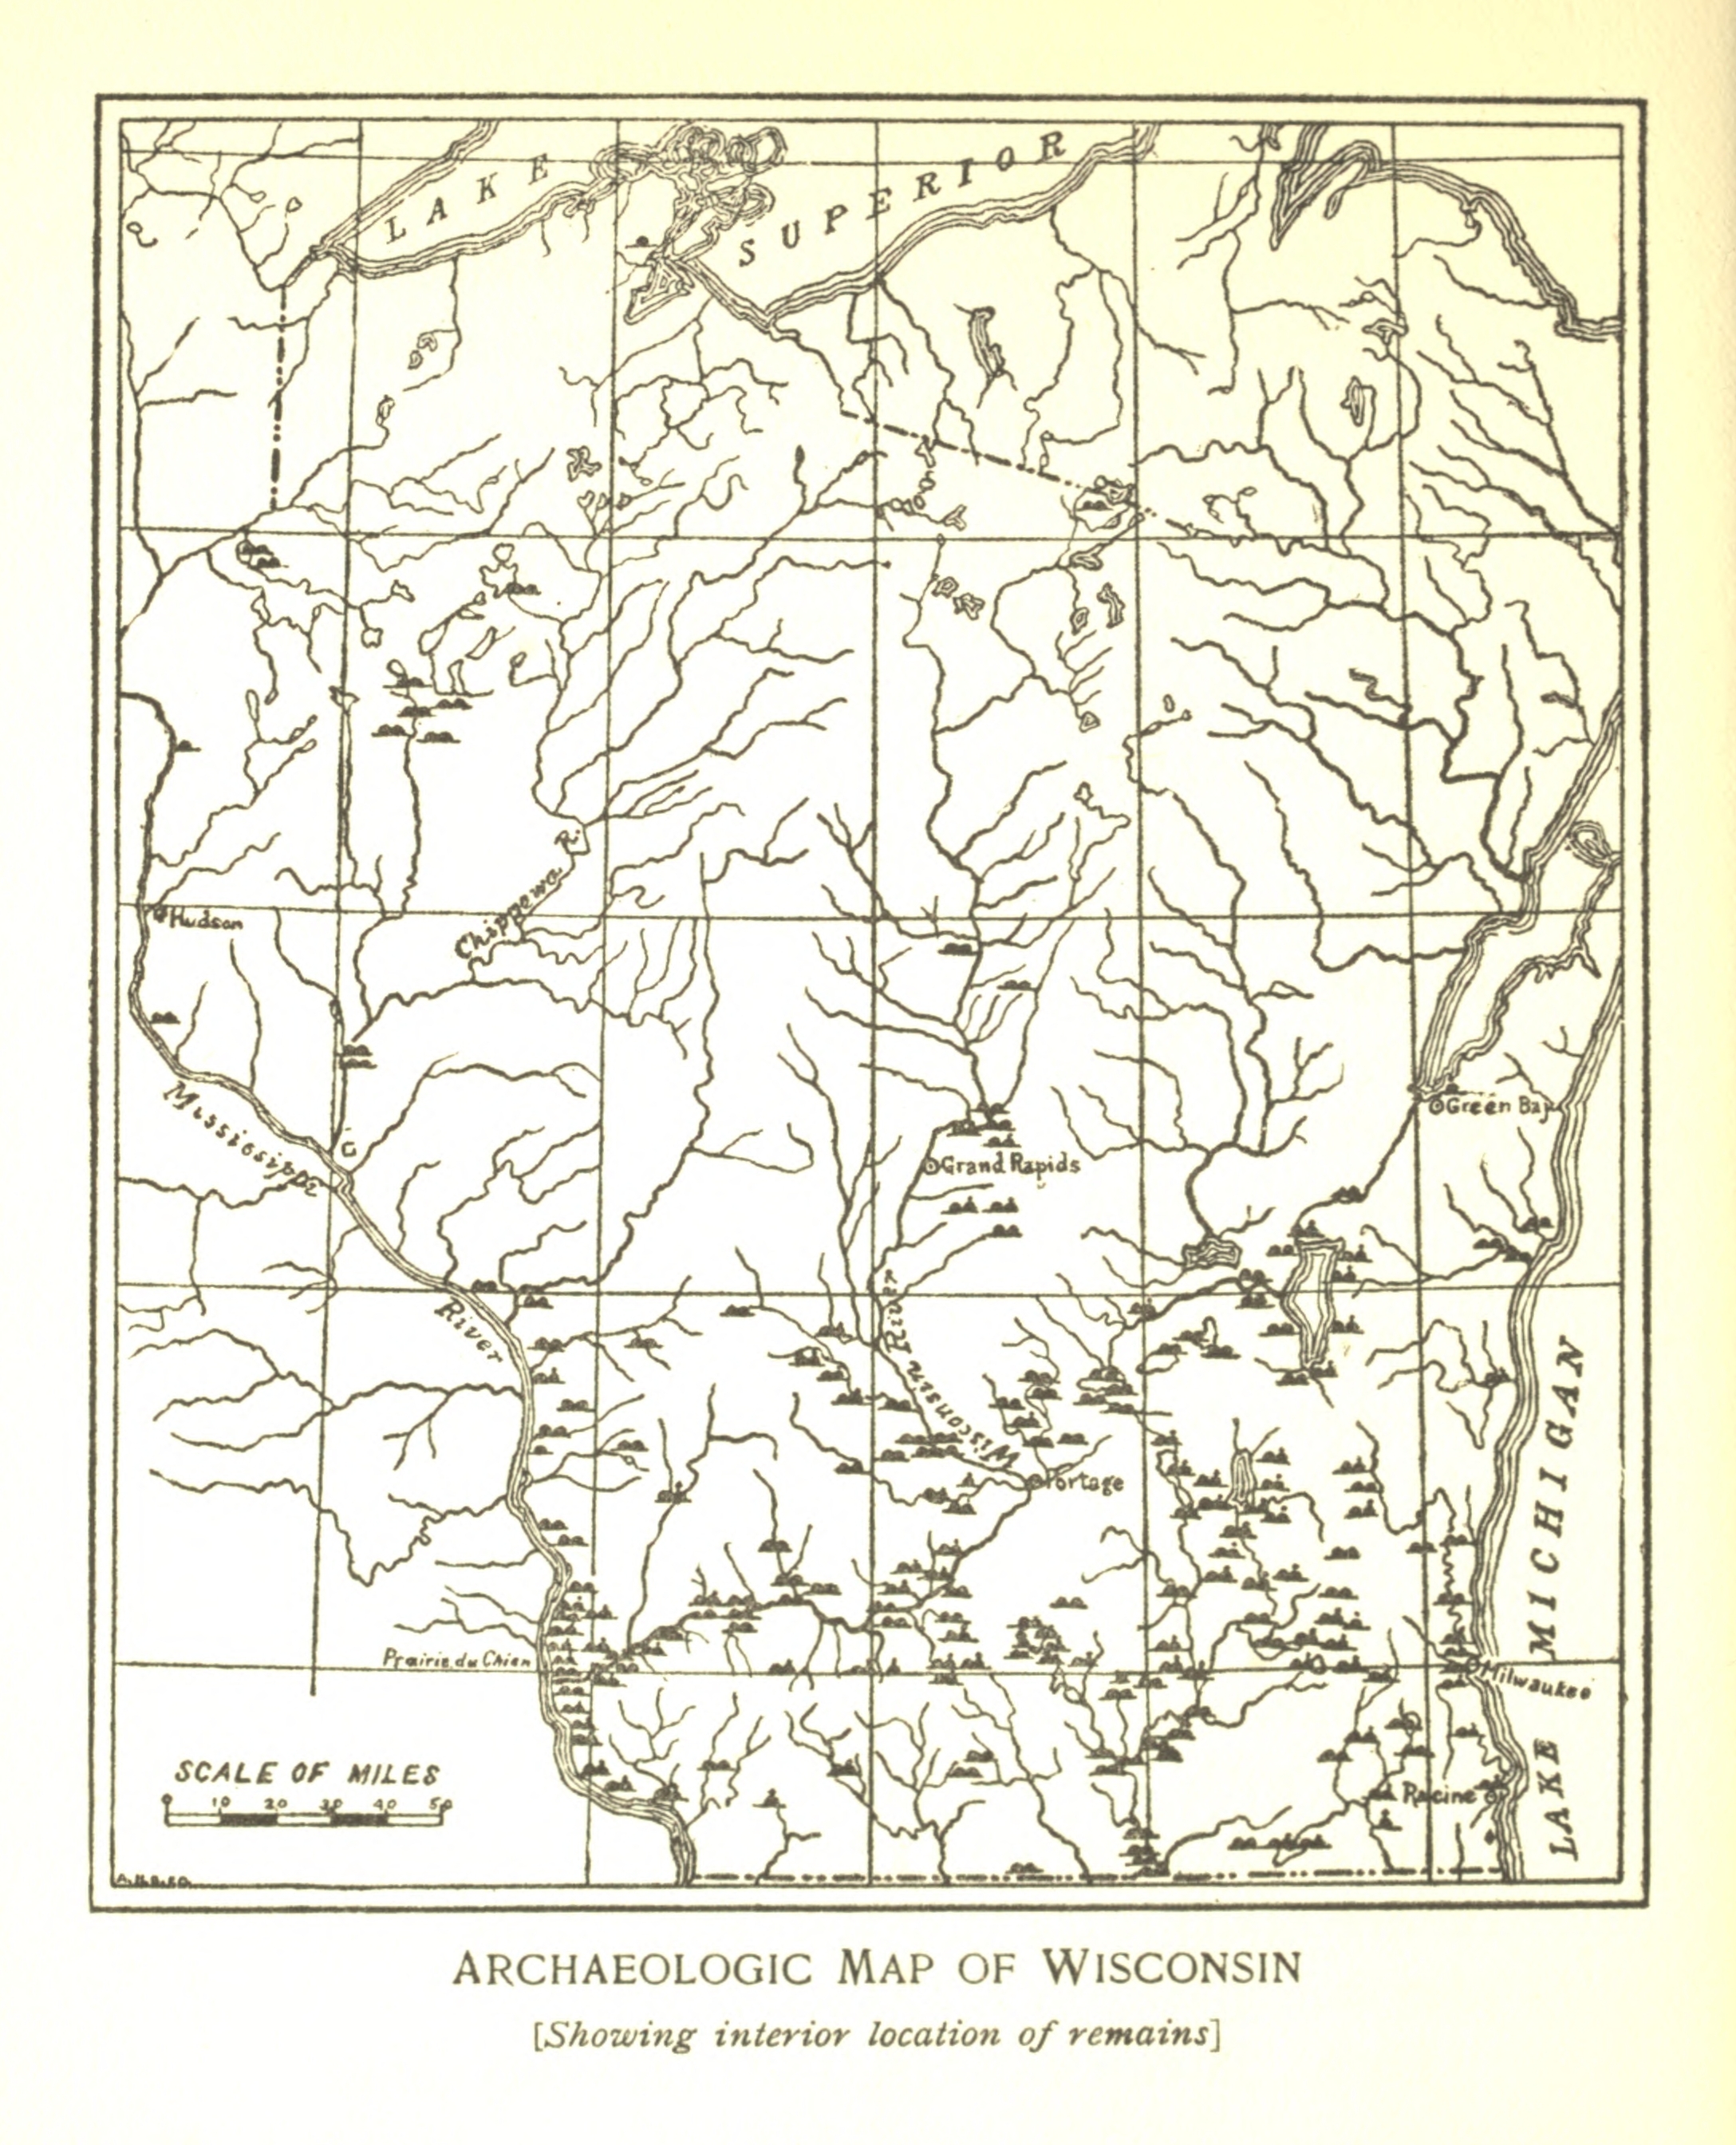 LAKE SUPERIOR
Chippewa R.
Hudson
Mississippi
River
Green Bay
Grand Rapids
Wisconsin River
Portage
Prairie du Chien
Milwaukee
Racine
LAKE MICHIGAN
SCALE OF MILES
10 20 30 40 50
ARCHAEOLOGIC MAP OF WISCONSIN
[Showing interior location of remains]